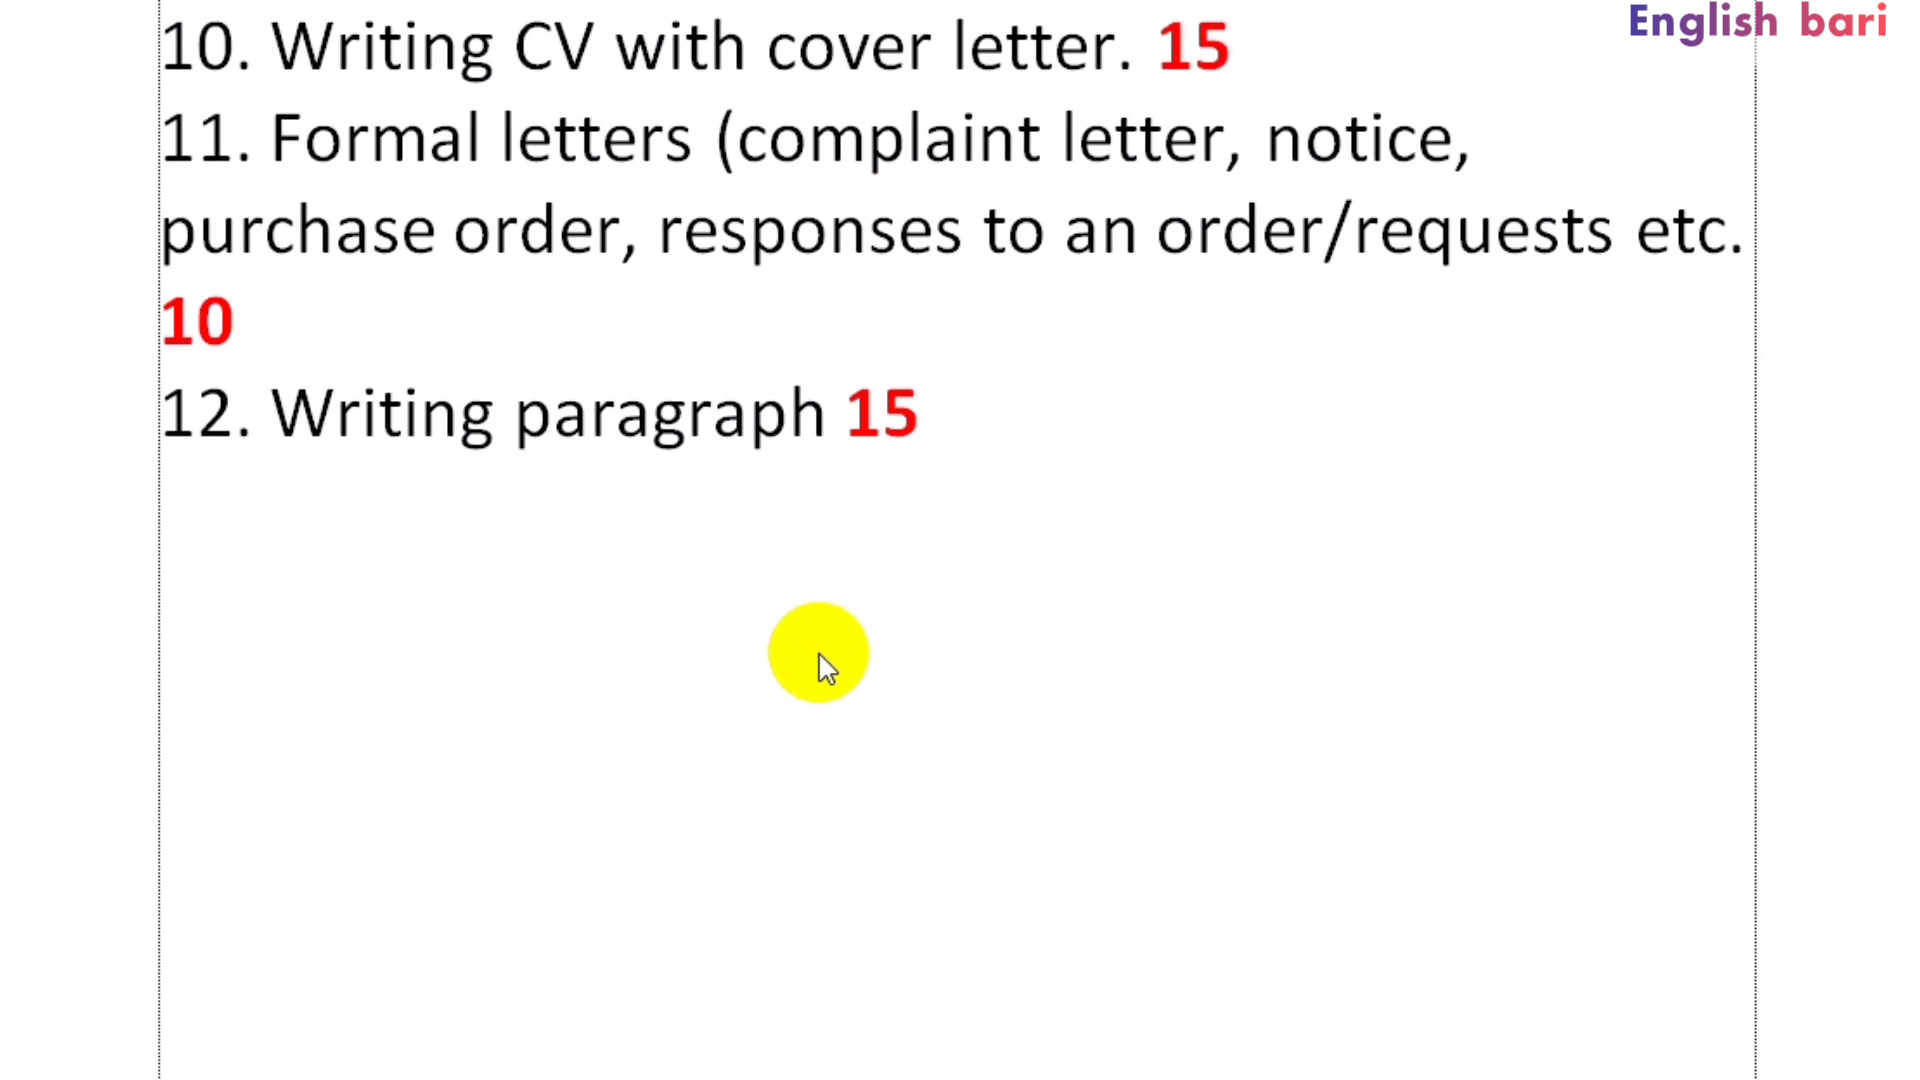 English bari
10. Writing CV with cover letter. 15
11. Formal letters (complaint letter, notice,
purchase order, responses to an order/requests etc.
10
12. Writing paragraph 15